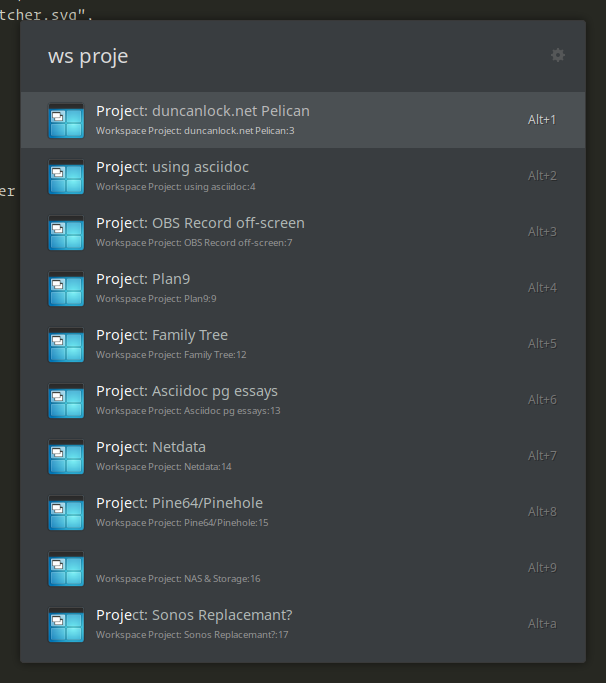 tcher.svg".
ws proje
er
Project: duncanlock.net Pelican
Workspace Project: duncanlock.net Pelican:3
Alt+1
Project: using asciidoc
Workspace Project: using asciidoc:4
Alt+2
Project: OBS Record off-screen
Workspace Project: OBS Record off-screen:7
Alt+3
Project: Plan9
Workspace Project: Plan9:9
Alt+4
Project: Family Tree
Workspace Project: Family Tree:12
Alt+5
Project: Asciidoc pg essays
Workspace Project: Asciidoc pg essays:13
Alt+6
Project: Netdata
Workspace Project: Netdata:14
Alt+7
Project: Pine64/Pinehole
Workspace Project: Pine64/Pinehole:15
Alt+8
Workspace Project: NAS & Storage:16
Alt+9
Project: Sonos Replacemant?
Workspace Project: Sonos Replacemant?:17
Alt+a